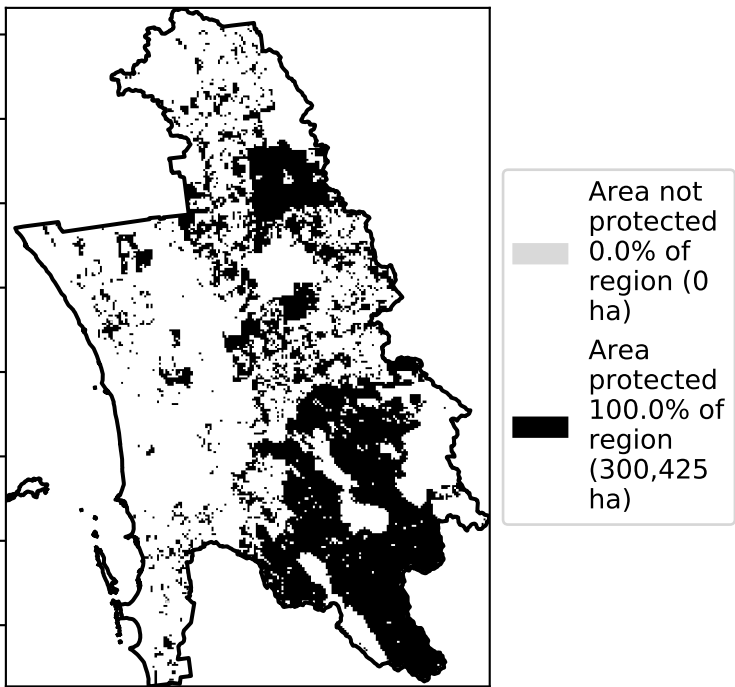 Area not
protected
0.0% of
region (0
ha)
Area
protected
100.0% of
region
(300,425
ha)